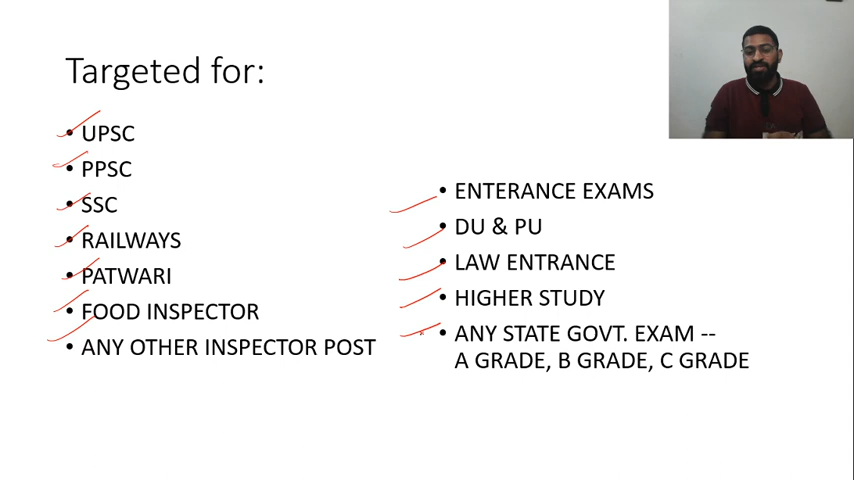 Targeted for:
• UPSC
• PPSC
• SSC
• RAILWAYS
• PATWARI
• FOOD INSPECTOR
• ANY OTHER INSPECTOR POST
• ENTERANCE EXAMS
• DU & PU
• LAW ENTRANCE
• HIGHER STUDY
• ANY STATE GOVT. EXAM --
A GRADE, B GRADE, C GRADE